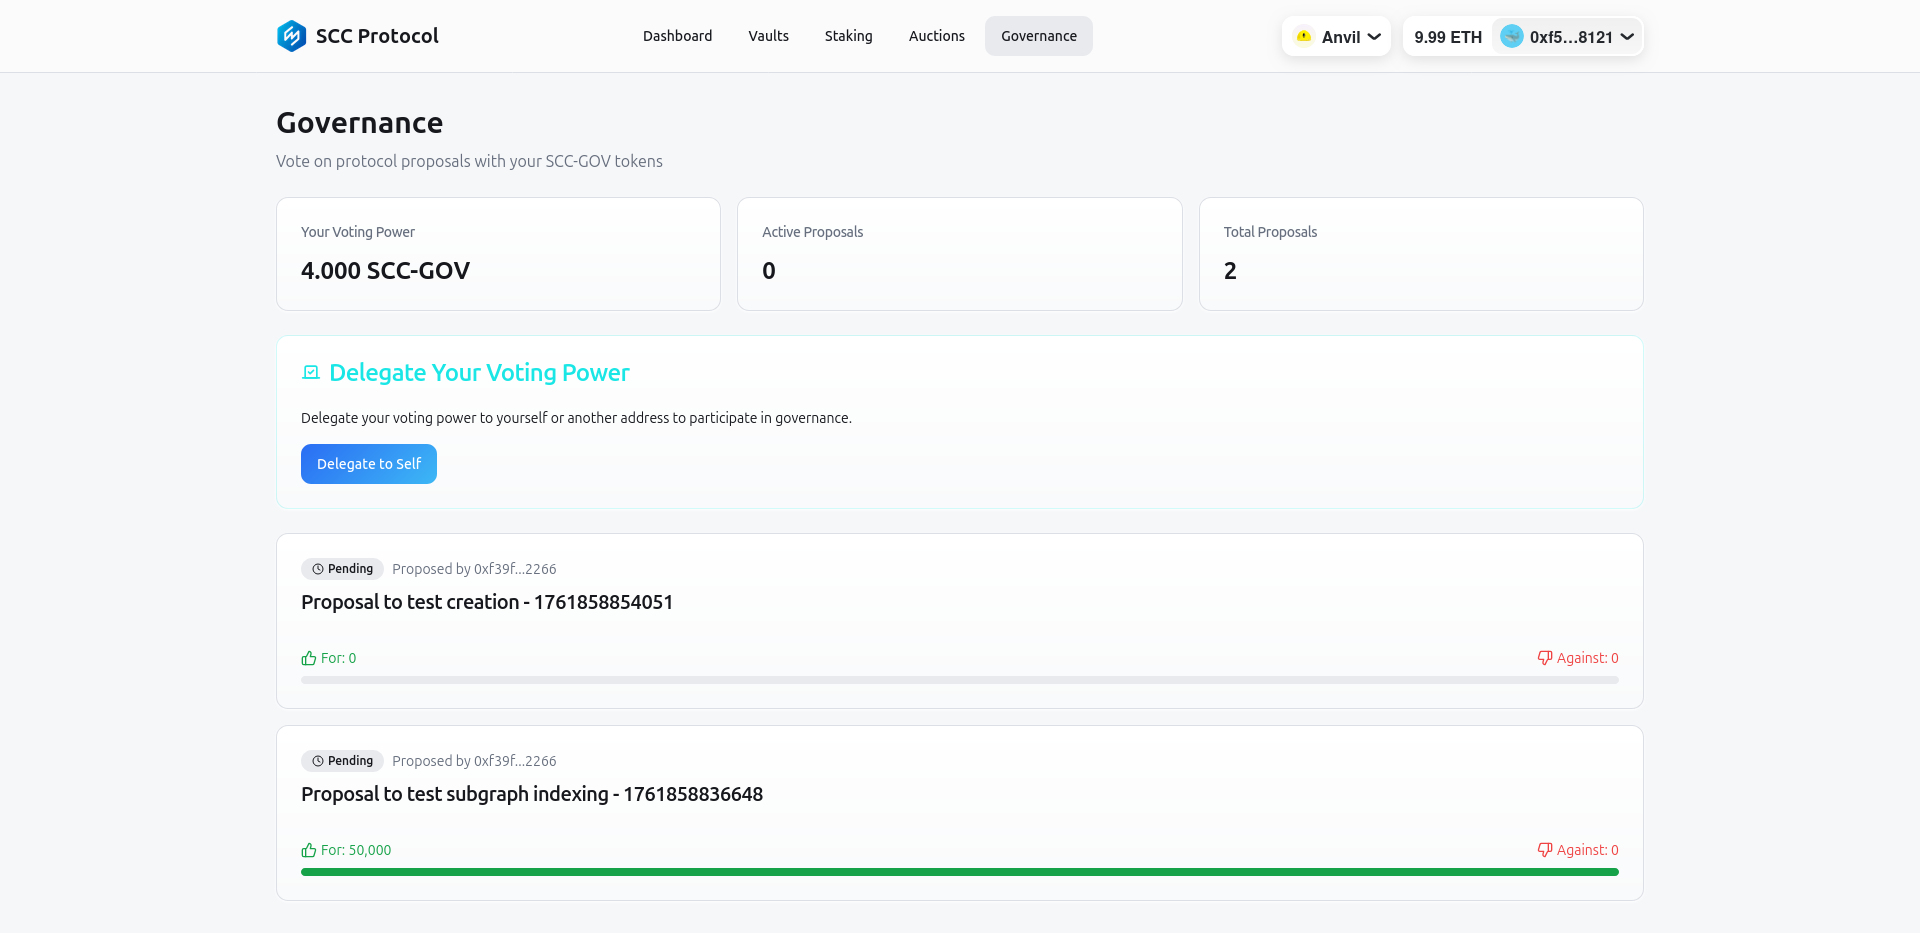 SCC Protocol
Dashboard
Vaults
Staking
Auctions
Governance
Anvil
9.99 ETH
0xf5...8121
Governance
Vote on protocol proposals with your SCC-GOV tokens
Your Voting Power
4.000 SCC-GOV
Active Proposals
0
Total Proposals
2
Delegate Your Voting Power
Delegate your voting power to yourself or another address to participate in governance.
Delegate to Self
Pending
Proposed by 0xf39f...2266
Proposal to test creation - 1761858854051
For: 0
Against: 0
Pending
Proposed by 0xf39f...2266
Proposal to test subgraph indexing - 1761858836648
For: 50,000
Against: 0